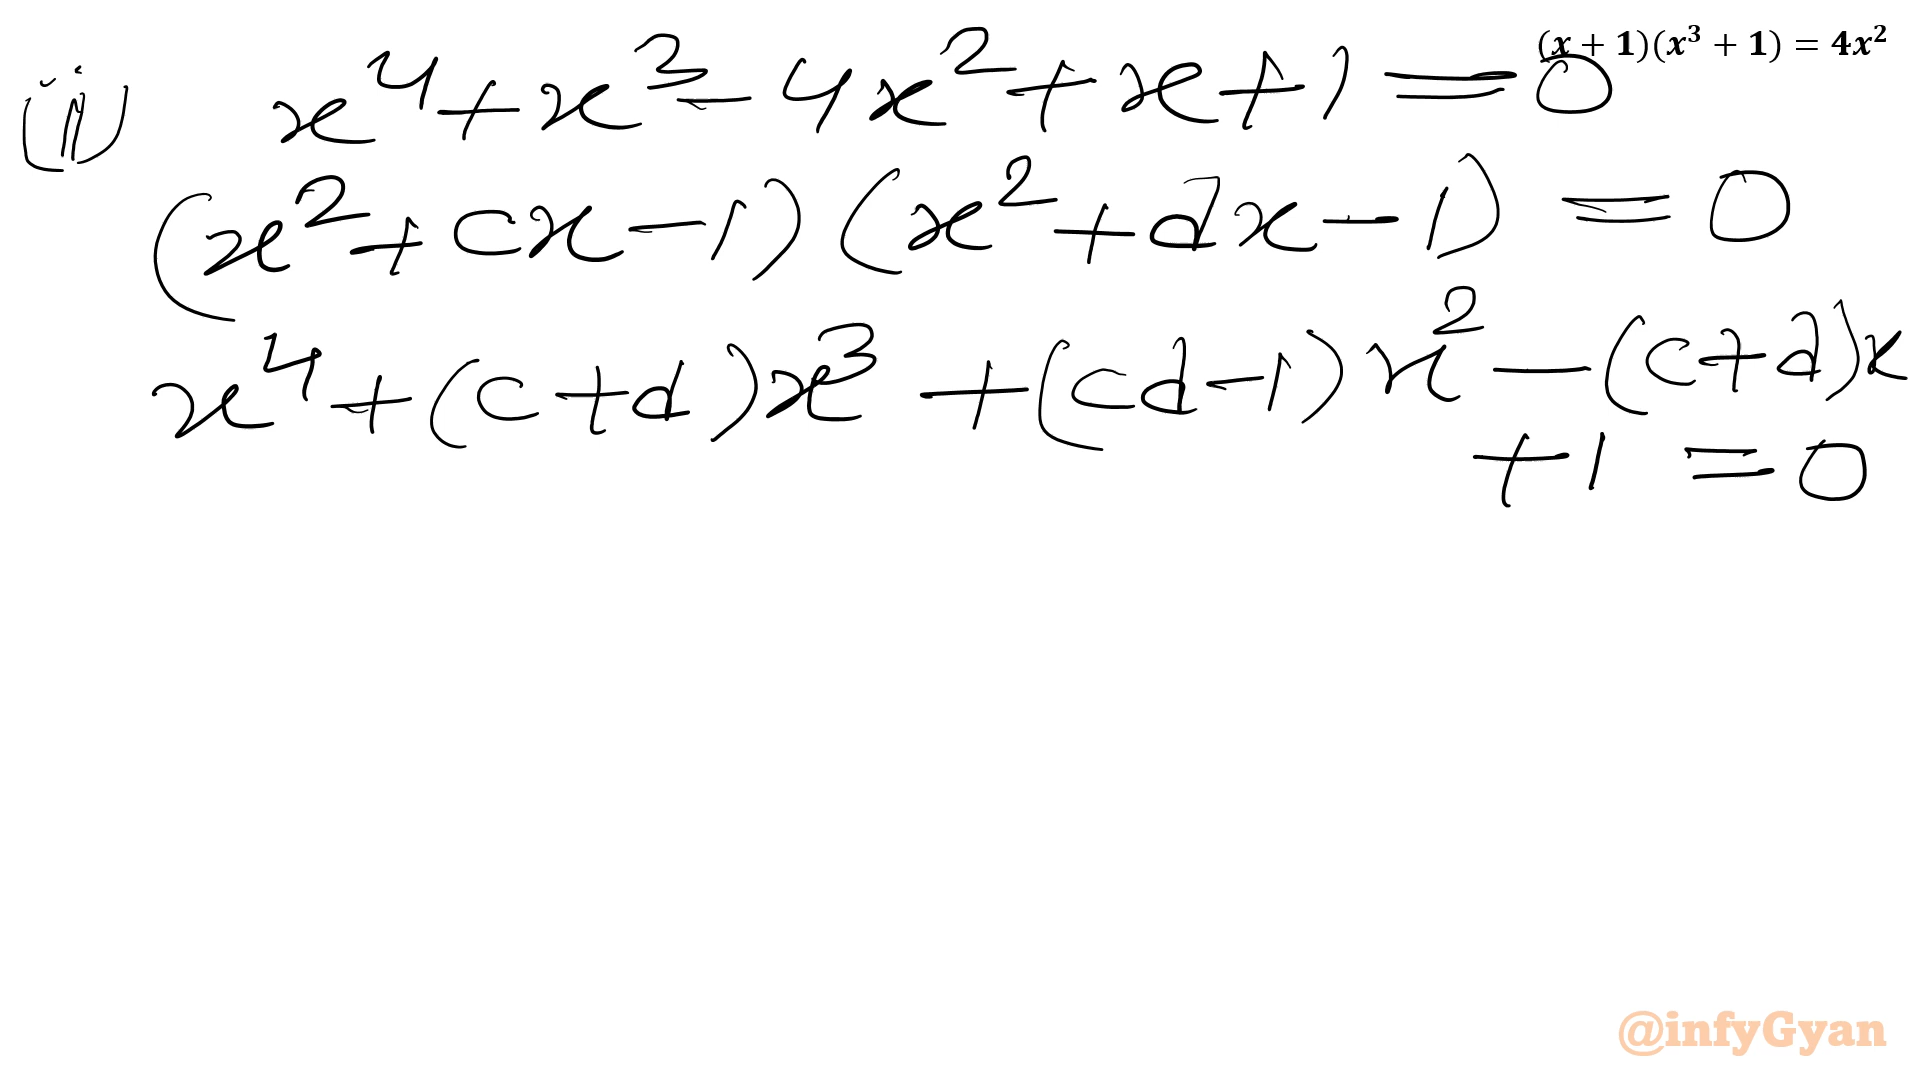 (x + 1)(x³ + 1) = 4x²
(ii) x⁴ + x³ - 4x² + x + 1 = 0
(x² + cx - 1) (x² + dx - 1) = 0
x⁴ + (c + d)x³ + (cd - 1)x² - (c + d)x
+ 1 = 0
@infyGyan